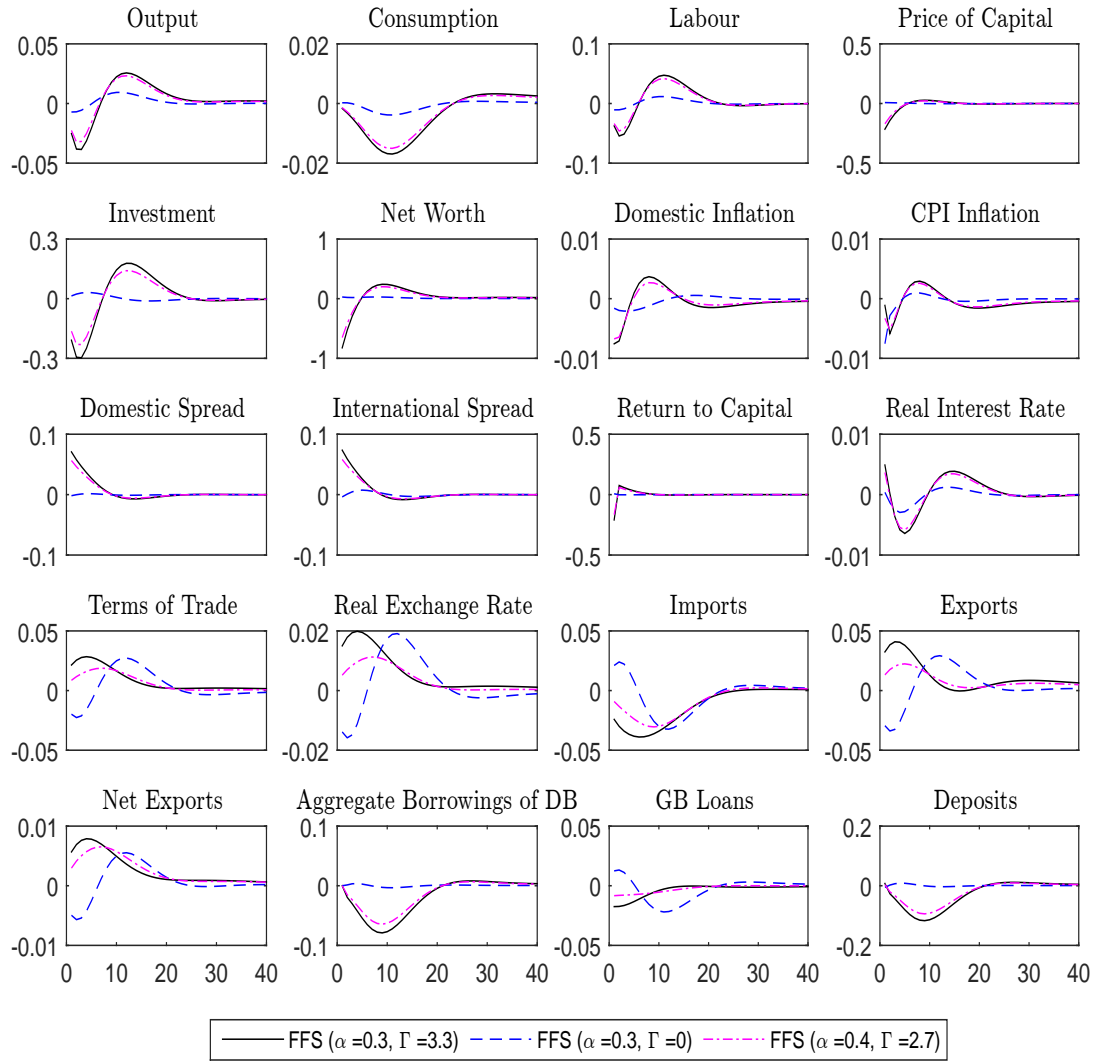 Output Consumption Labour Price of Capital
0.05 0.02 0.1 0.5
0 0 0 0
-0.05 -0.02 -0.1 -0.5
Investment Net Worth Domestic Inflation CPI Inflation
0.3 1 0.01 0.01
0 0 0 0
-0.3 -1 -0.01 -0.01
Domestic Spread International Spread Return to Capital Real Interest Rate
0.1 0.1 0.5 0.01
0 0 0 0
-0.1 -0.1 -0.5 -0.01
Terms of Trade Real Exchange Rate Imports Exports
0.05 0.02 0.05 0.05
0 0 0 0
-0.05 -0.02 -0.05 -0.05
Net Exports Aggregate Borrowings of DB GB Loans Deposits
0.01 0.1 0.05 0.2
0 0 0 0
-0.01 -0.1 -0.05 -0.2
0 10 20 30 40 0 10 20 30 40 0 10 20 30 40 0 10 20 30 40
FFS (α =0.3, Γ =3.3) FFS (α =0.3, Γ =0) FFS (α =0.4, Γ =2.7)